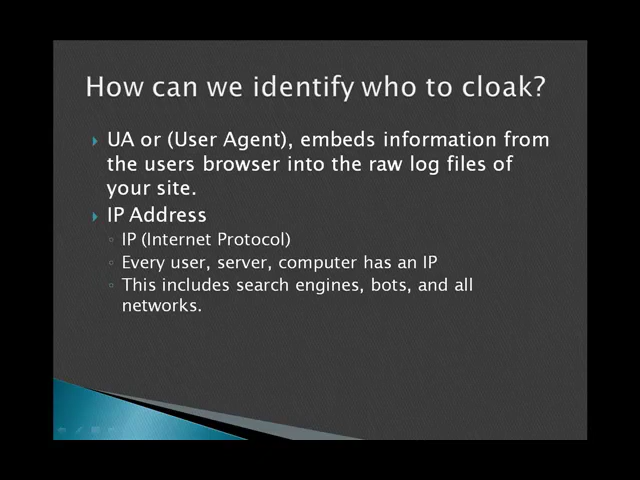 How can we identify who to cloak?
UA or (User Agent), embeds information from
the users browser into the raw log files of
your site.
IP Address
IP (Internet Protocol)
Every user, server, computer has an IP
This includes search engines, bots, and all
networks.